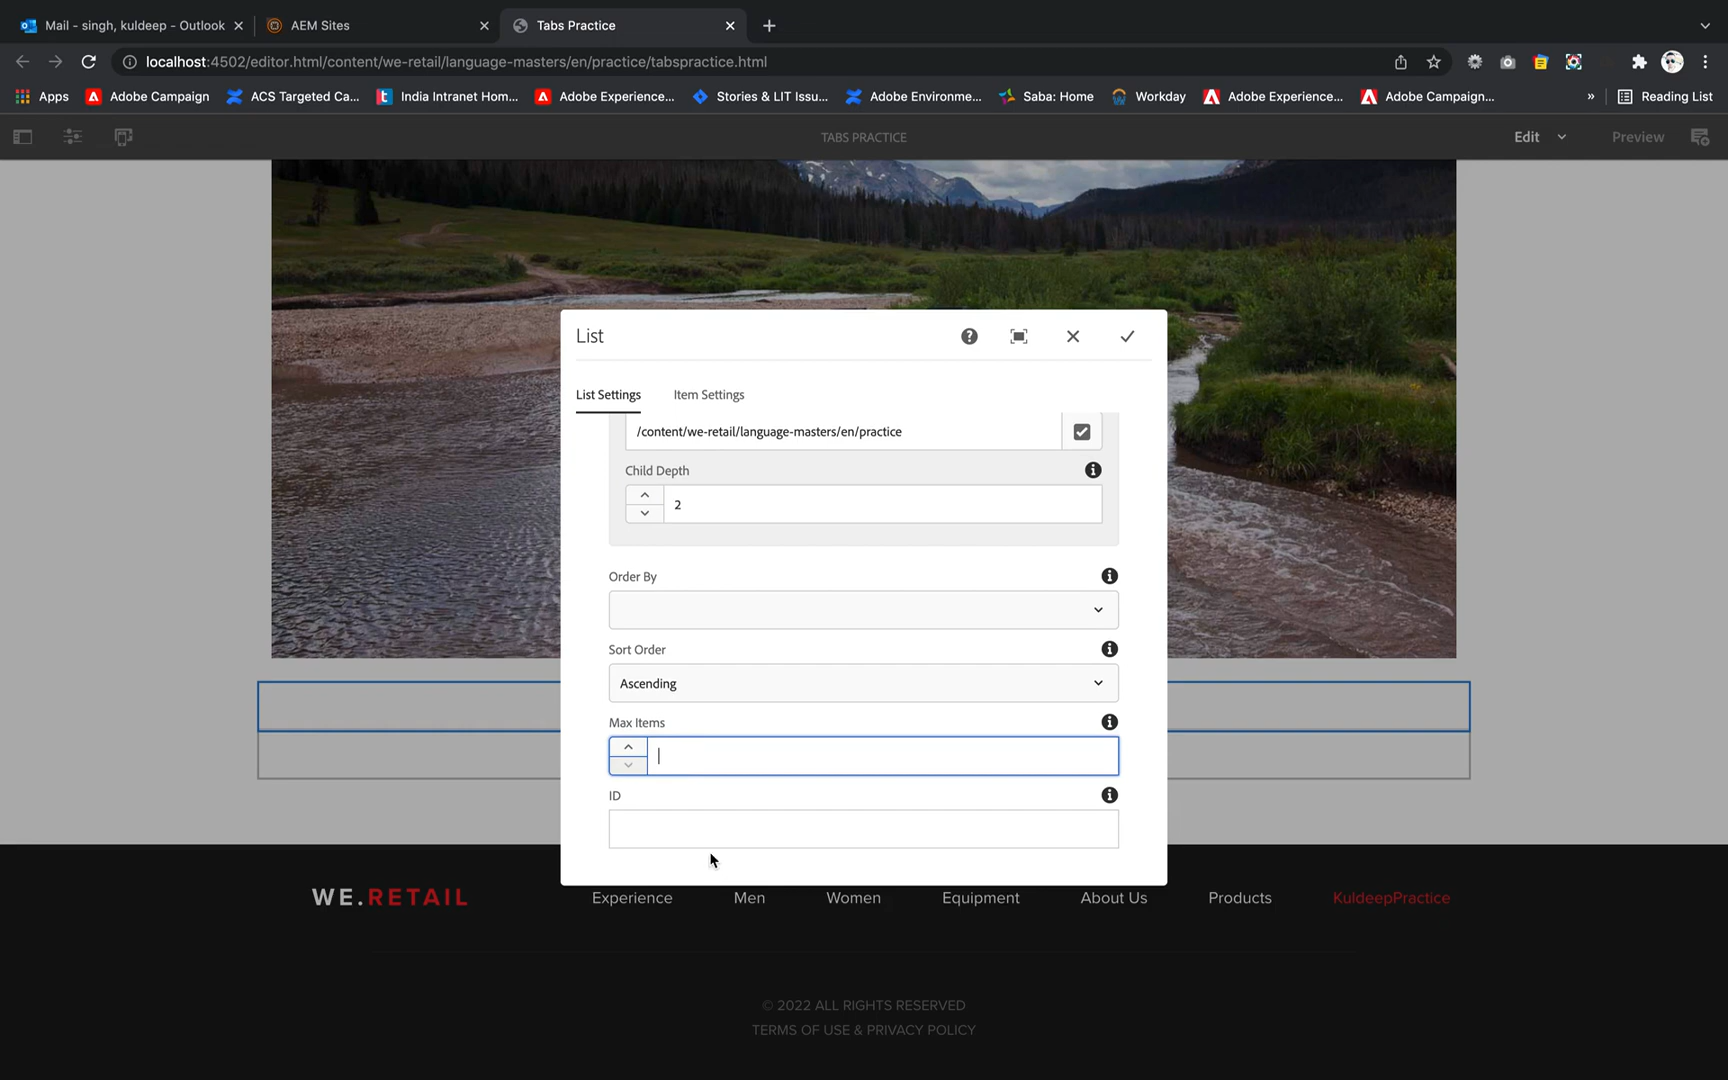 Mail - singh, kuldeep - Outlook
AEM Sites
Tabs Practice
localhost:4502/editor.html/content/we-retail/language-masters/en/practice/tabspractice.html
Apps
Adobe Campaign
ACS Targeted Ca...
India Intranet Hom...
Adobe Experience...
Stories & LIT Issu...
Adobe Environme...
Saba: Home
Workday
Adobe Experience...
Adobe Campaign...
»
Reading List
TABS PRACTICE
Edit
Preview
List
List Settings
Item Settings
/content/we-retail/language-masters/en/practice
Child Depth
2
Order By
Sort Order
Ascending
Max Items
ID
WE.RETAIL
Experience
Men
Women
Equipment
About Us
Products
KuldeepPractice
© 2022 ALL RIGHTS RESERVED
TERMS OF USE & PRIVACY POLICY